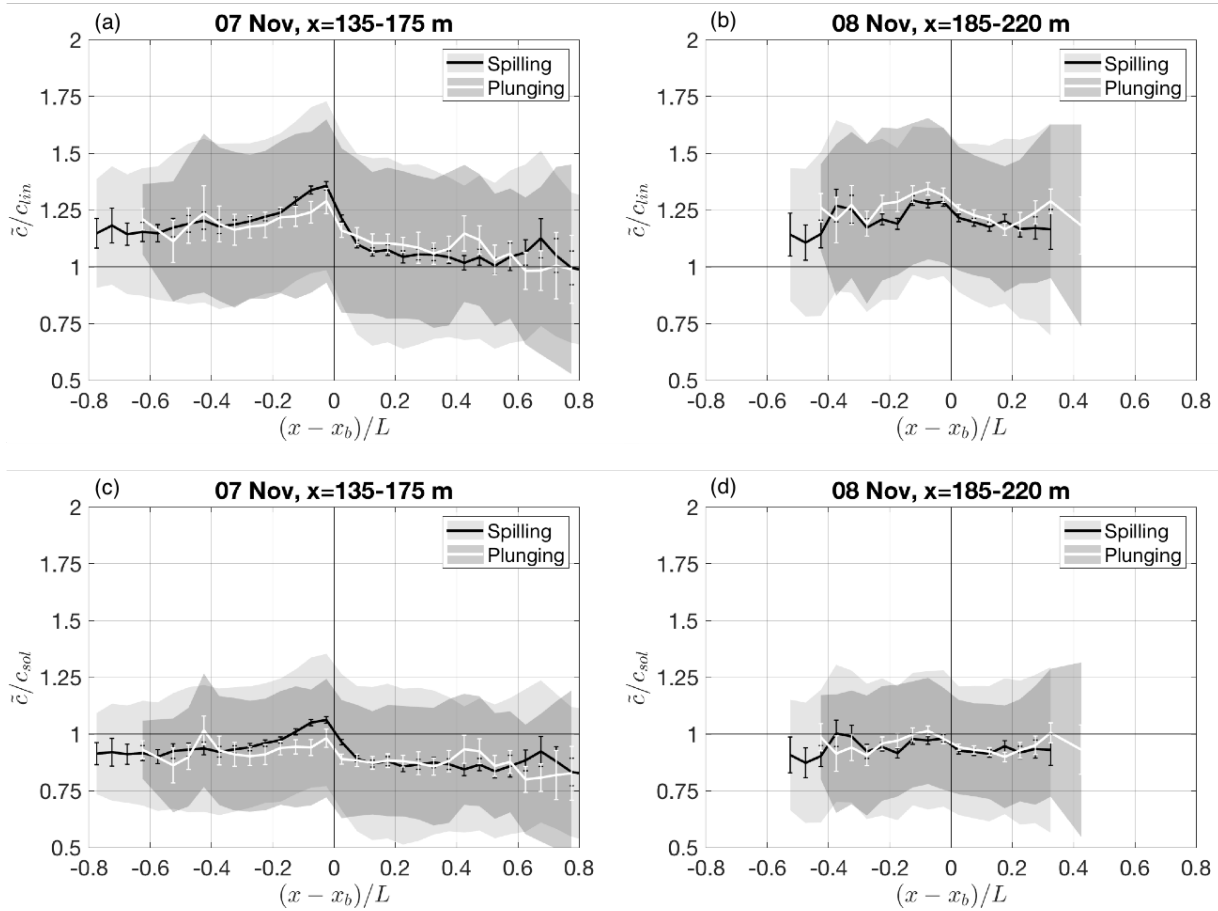 (a) 07 Nov, x=135-175 m
2
1.75
1.5
1.25
1
0.75
0.5
c̃/c_lin
Spilling
Plunging
-0.8 -0.6 -0.4 -0.2 0 0.2 0.4 0.6 0.8
(x − x_b)/L
(b) 08 Nov, x=185-220 m
2
1.75
1.5
1.25
1
0.75
0.5
c̃/c_lin
Spilling
Plunging
-0.8 -0.6 -0.4 -0.2 0 0.2 0.4 0.6 0.8
(x − x_b)/L
(c) 07 Nov, x=135-175 m
2
1.75
1.5
1.25
1
0.75
0.5
c̃/c_sol
Spilling
Plunging
-0.8 -0.6 -0.4 -0.2 0 0.2 0.4 0.6 0.8
(x − x_b)/L
(d) 08 Nov, x=185-220 m
2
1.75
1.5
1.25
1
0.75
0.5
c̃/c_sol
Spilling
Plunging
-0.8 -0.6 -0.4 -0.2 0 0.2 0.4 0.6 0.8
(x − x_b)/L